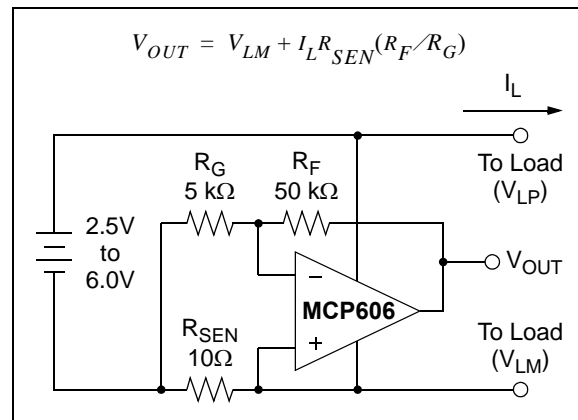 V_OUT = V_LM + I_L R_SEN (R_F/R_G)
I_L
To Load
(V_LP)
R_G
5 kΩ
R_F
50 kΩ
2.5V
to
6.0V
V_OUT
−
MCP606
+
R_SEN
10Ω
To Load
(V_LM)